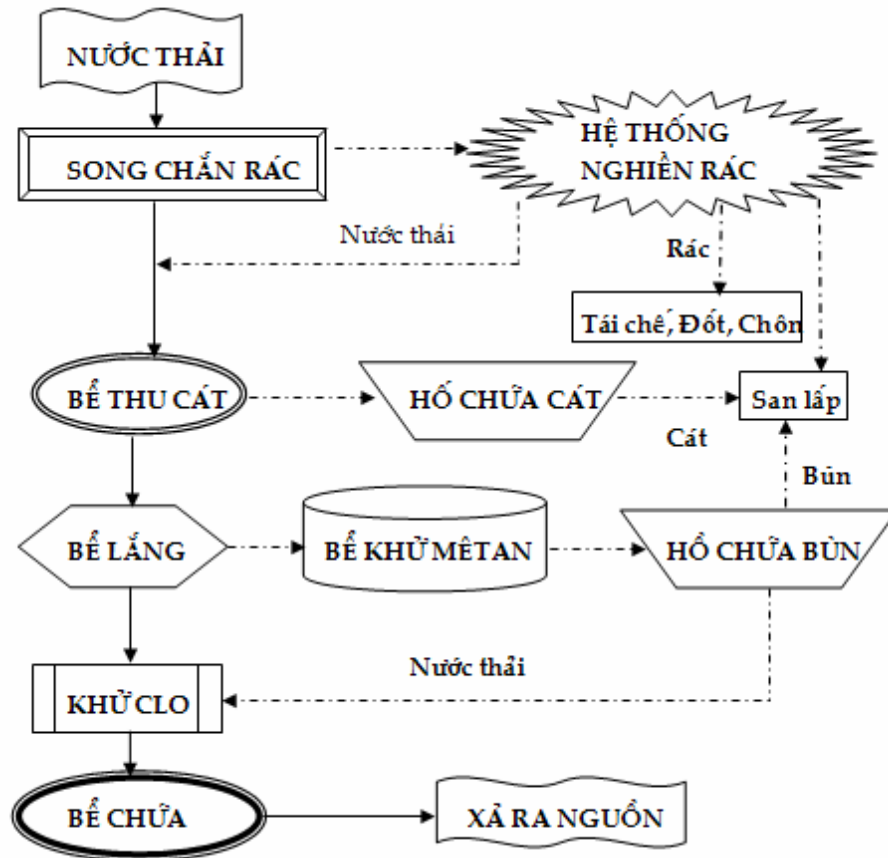 NƯỚC THẢI
HỆ THỐNG
NGHIỀN RÁC
SONG CHẮN RÁC
Nước thải
Rác
Tái chế, Đốt, Chôn
BỂ THU CÁT
HỐ CHỨA CÁT
San lấp
Cát
Bùn
BỂ LẮNG
BỂ KHỬ MÊTAN
HỒ CHỨA BÙN
Nước thải
KHỬ CLO
BỂ CHỨA
XẢ RA NGUỒN